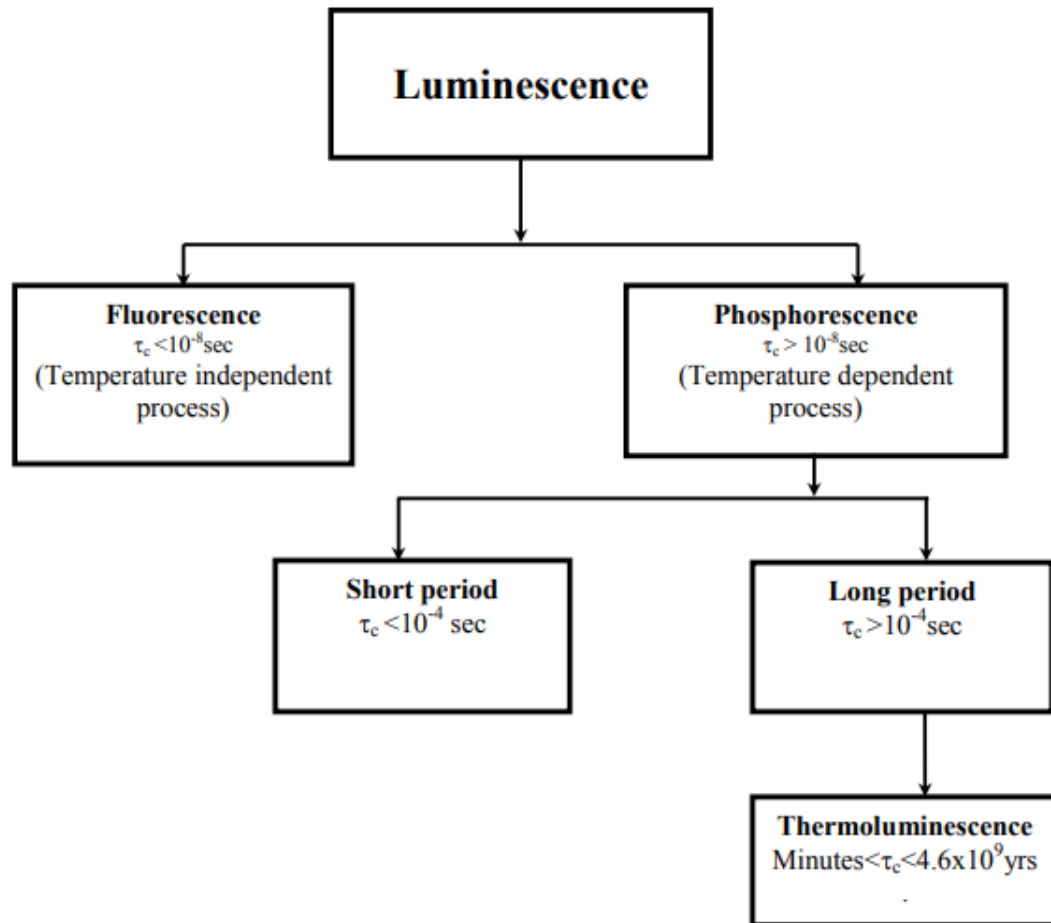 Luminescence
Fluorescence
τc <10⁻⁸sec
(Temperature independent
process)
Phosphorescence
τc > 10⁻⁸sec
(Temperature dependent
process)
Short period
τc <10⁻⁴ sec
Long period
τc >10⁻⁴sec
Thermoluminescence
Minutes<τc<4.6x10⁹yrs
.